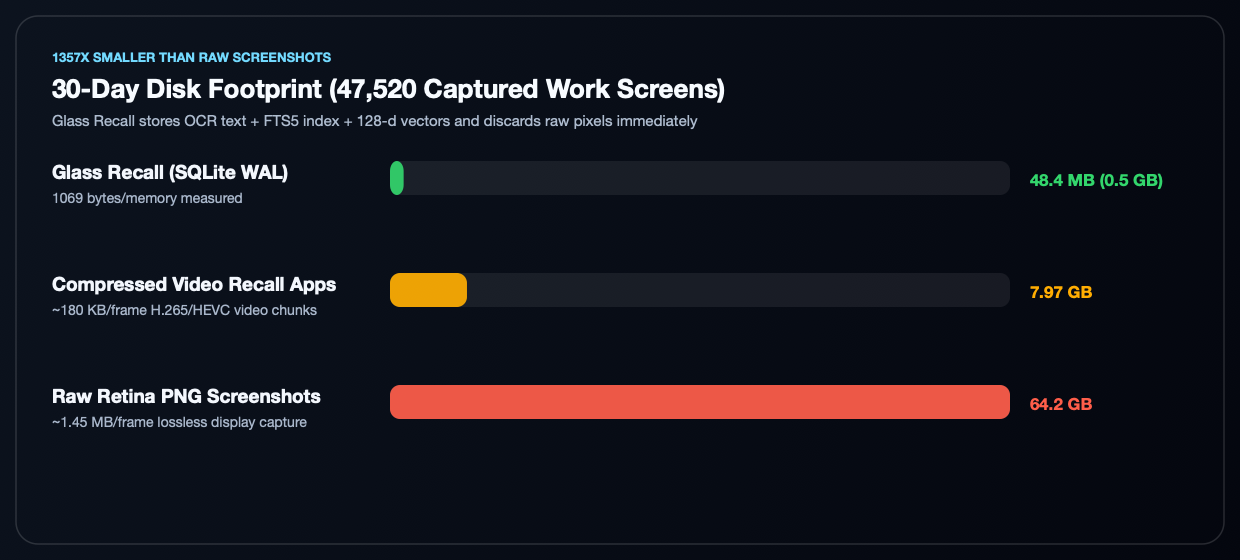 1357X SMALLER THAN RAW SCREENSHOTS
30-Day Disk Footprint (47,520 Captured Work Screens)
Glass Recall stores OCR text + FTS5 index + 128-d vectors and discards raw pixels immediately
Glass Recall (SQLite WAL)
1069 bytes/memory measured
48.4 MB (0.5 GB)
Compressed Video Recall Apps
~180 KB/frame H.265/HEVC video chunks
7.97 GB
Raw Retina PNG Screenshots
~1.45 MB/frame lossless display capture
64.2 GB